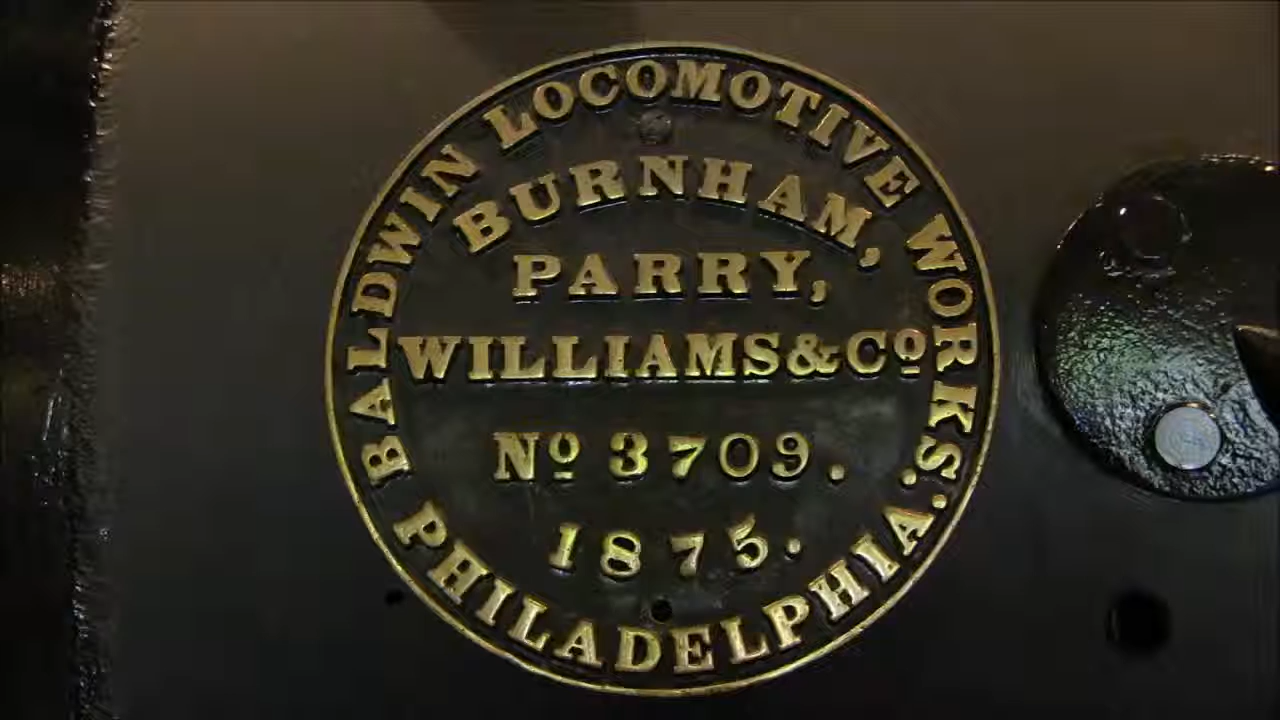 BALDWIN LOCOMOTIVE WORKS.
BURNHAM,
PARRY,
WILLIAMS & Cº
Nº 3709.
1875.
PHILADELPHIA.